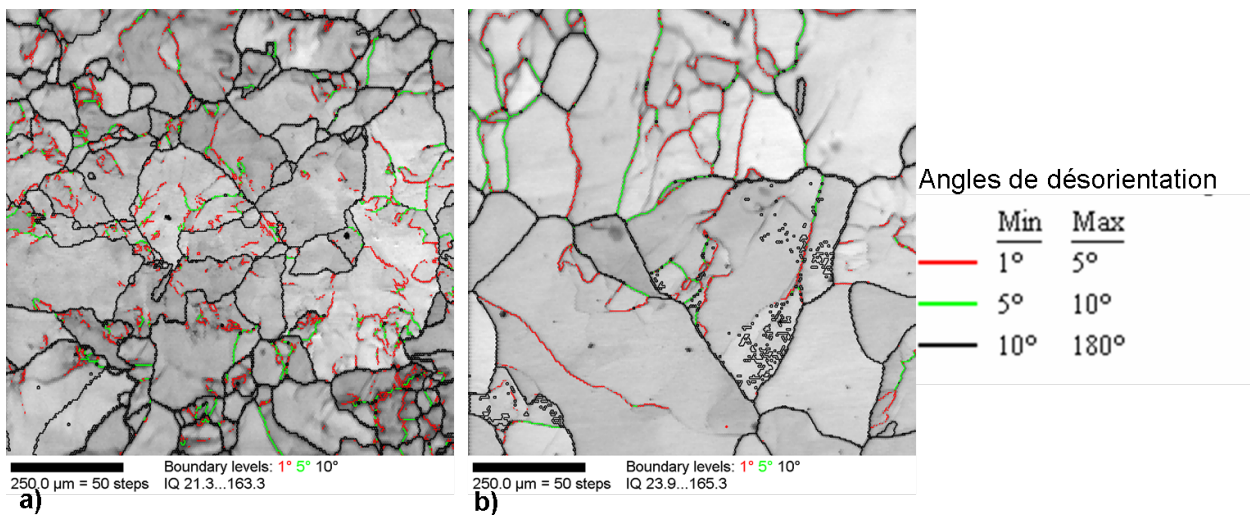 Boundary levels: 1° 5° 10°
250.0 µm = 50 steps IQ 21.3...163.3
a)
Boundary levels: 1° 5° 10°
250.0 µm = 50 steps IQ 23.9...165.3
b)
Angles de désorientation
Min Max
1° 5°
5° 10°
10° 180°